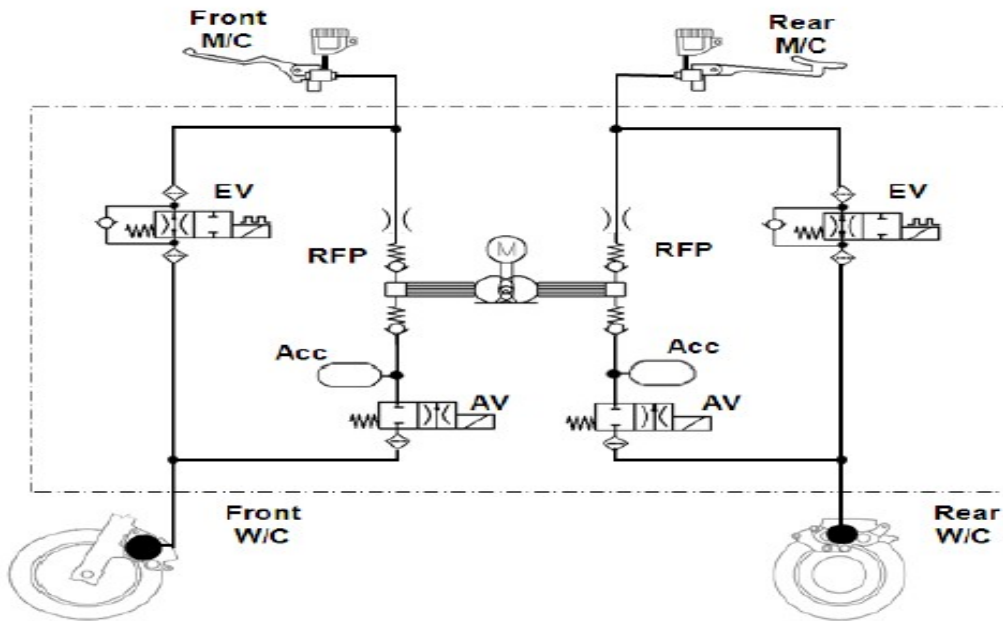 Front
M/C
Rear
M/C
EV
EV
RFP
M
RFP
Acc
Acc
AV
AV
Front
W/C
Rear
W/C